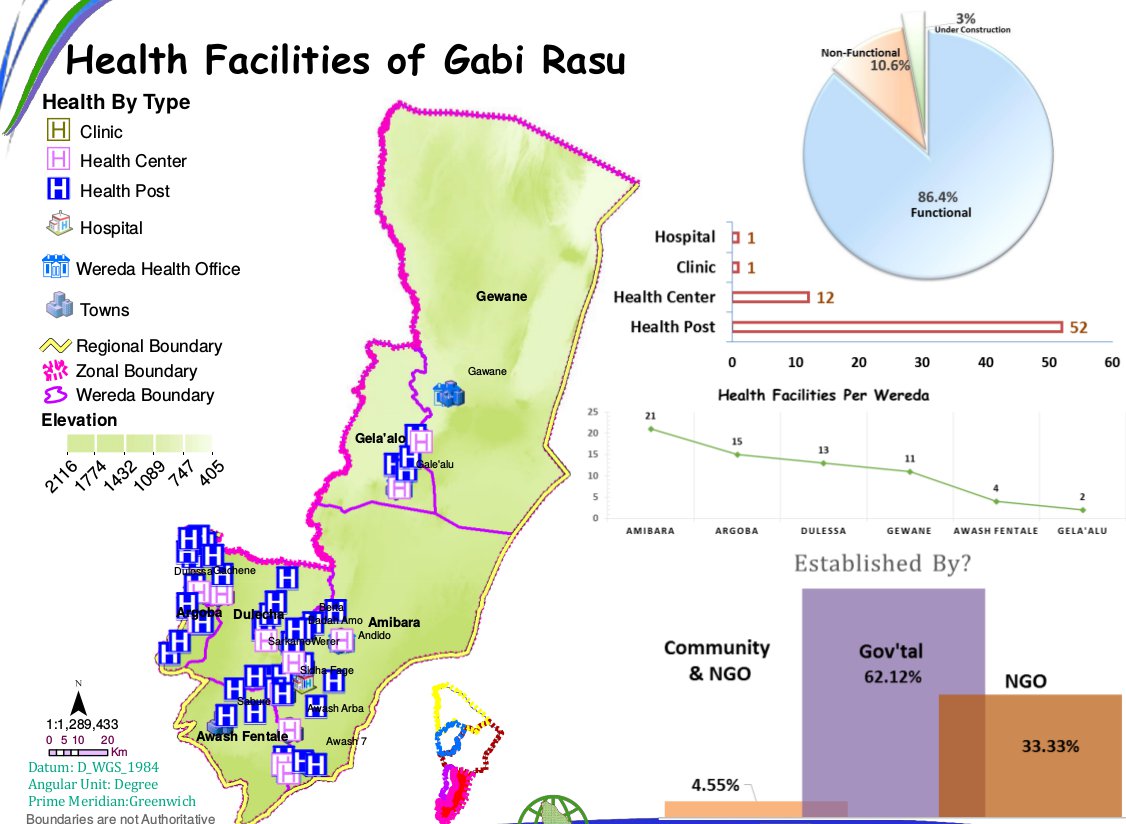 Health Facilities of Gabi Rasu
Health By Type
Clinic
Health Center
Health Post
Hospital
Wereda Health Office
Towns
Regional Boundary
Zonal Boundary
Wereda Boundary
Elevation
2116
1774
1432
1089
747
405
N
1:1,289,433
0 5 10 20
Km
Datum: D_WGS_1984
Angular Unit: Degree
Prime Meridian:Greenwich
Boundaries are not Authoritative
Gewane
Gawane
Gela'alo
Gale'alu
Dulessa
Gachene
Argoba
Dulecha
Amibara
Andido
Werer
Sidha Fage
Awash Arba
Awash Fentale
Awash 7
3%
Under Construction
Non-Functional
10.6%
86.4%
Functional
Hospital 1
Clinic 1
Health Center 12
Health Post 52
0 10 20 30 40 50 60
Health Facilities Per Wereda
25
20
15
10
5
0
21
15
13
11
4
2
AMIBARA ARGOBA DULESSA GEWANE AWASH FENTALE GELA'ALU
Established By?
Community
& NGO
4.55%
Gov'tal
62.12%
NGO
33.33%